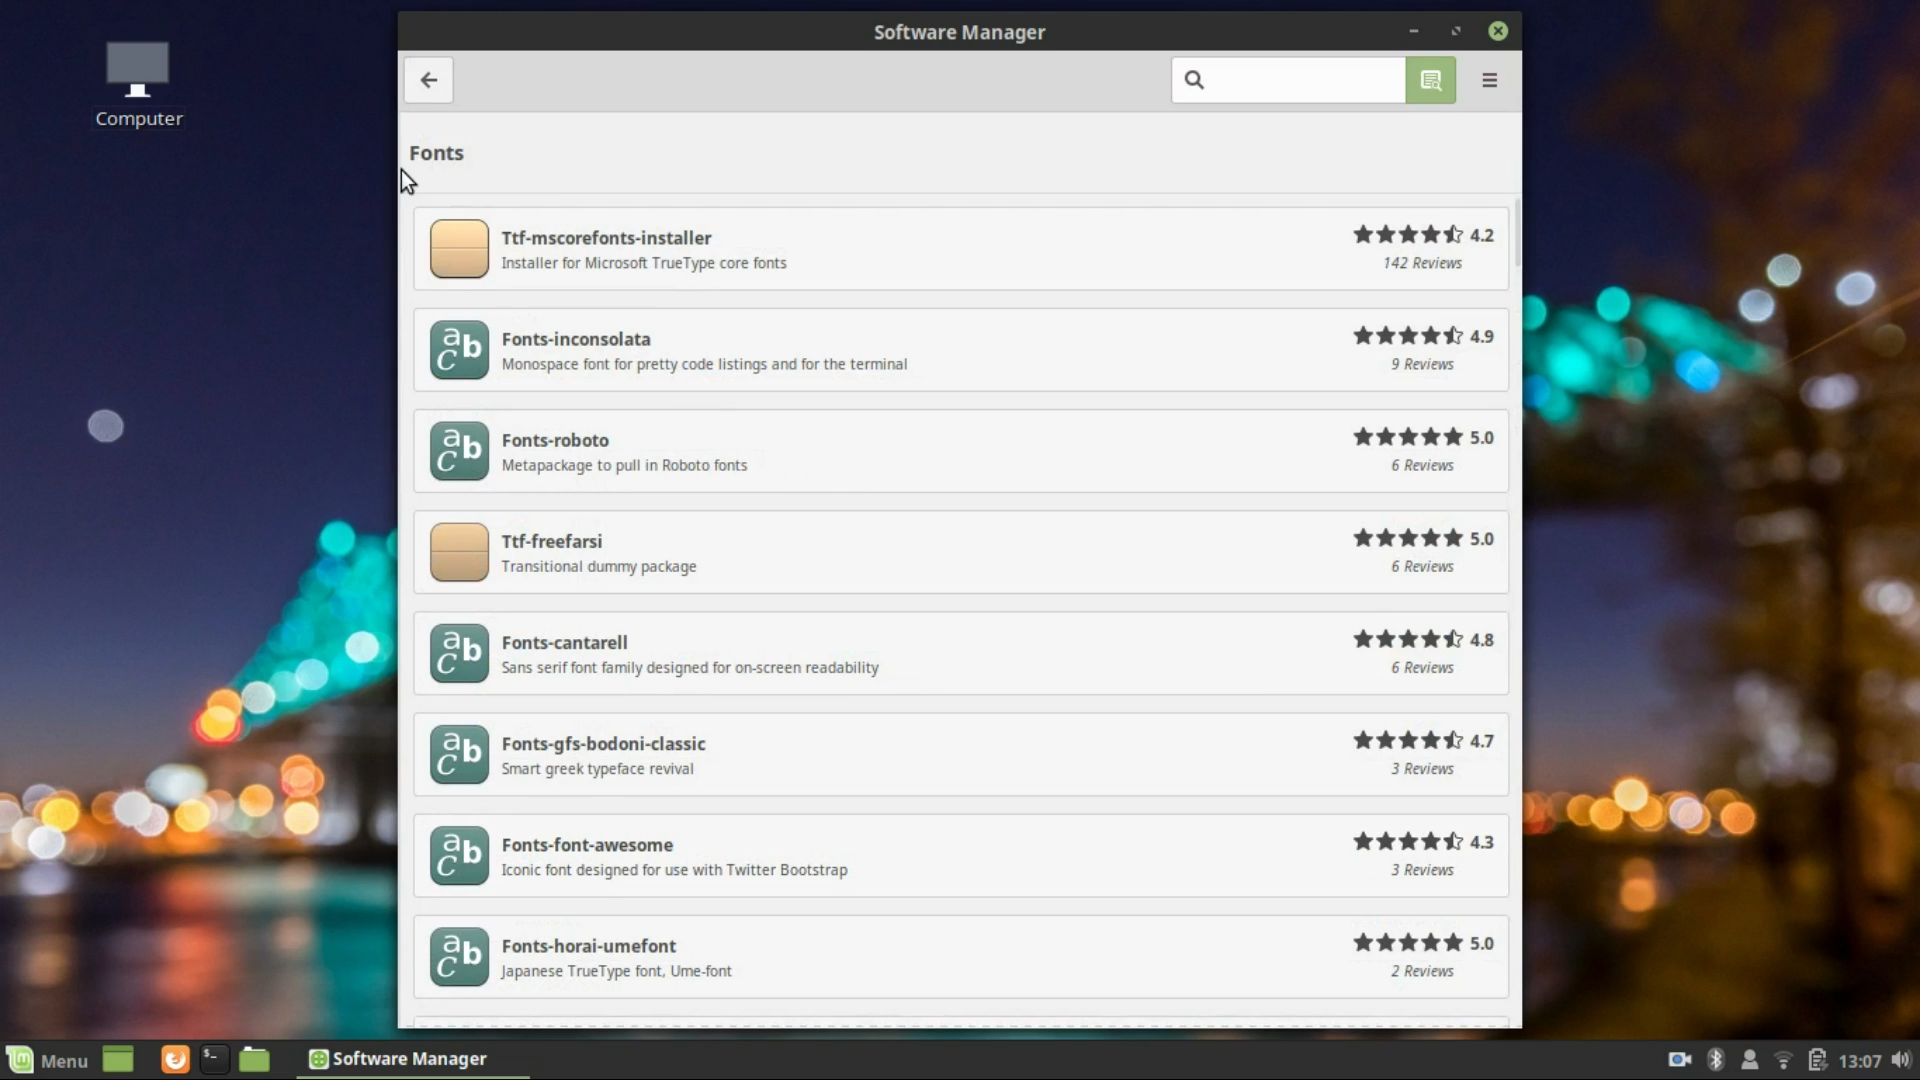 Software Manager
Computer
Fonts
Ttf-mscorefonts-installer
Installer for Microsoft TrueType core fonts
4.2
142 Reviews
Fonts-inconsolata
Monospace font for pretty code listings and for the terminal
4.9
9 Reviews
Fonts-roboto
Metapackage to pull in Roboto fonts
5.0
6 Reviews
Ttf-freefarsi
Transitional dummy package
5.0
6 Reviews
Fonts-cantarell
Sans serif font family designed for on-screen readability
4.8
6 Reviews
Fonts-gfs-bodoni-classic
Smart greek typeface revival
4.7
3 Reviews
Fonts-font-awesome
Iconic font designed for use with Twitter Bootstrap
4.3
3 Reviews
Fonts-horai-umefont
Japanese TrueType font, Ume-font
5.0
2 Reviews
Menu
Software Manager
13:07